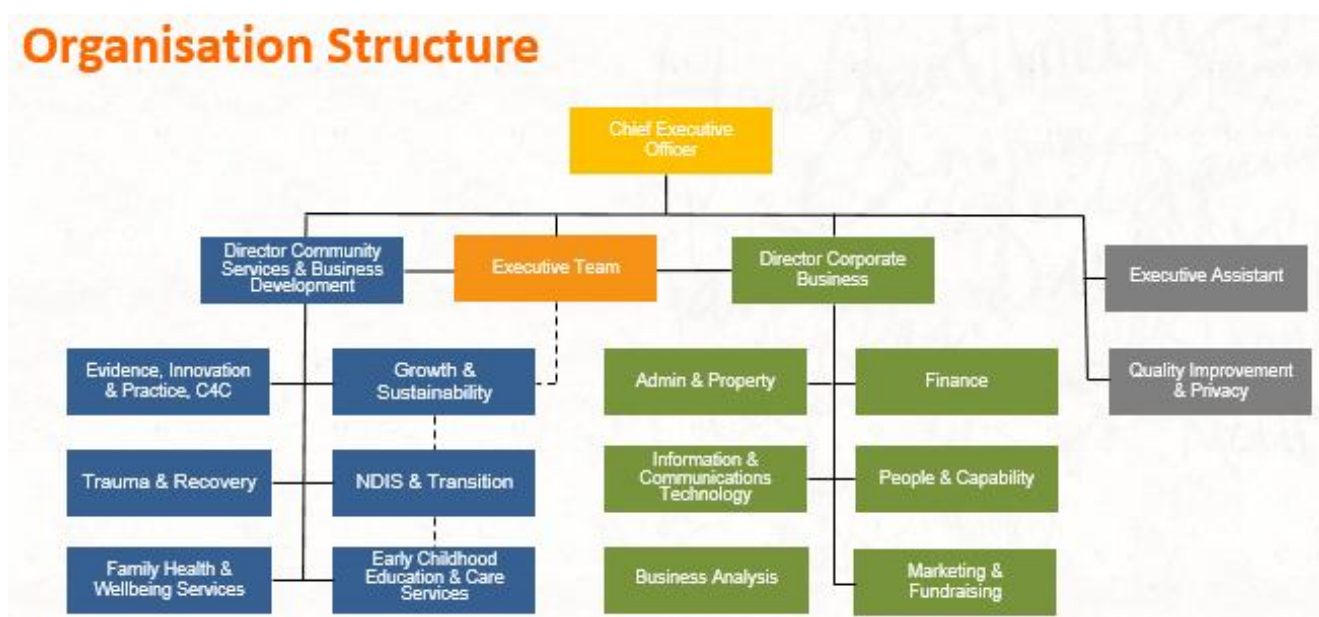 Organisation Structure
Chief Executive
Officer
Director Community
Services & Business
Development
Executive Team
Director Corporate
Business
Executive Assistant
Evidence, Innovation
& Practice, C4C
Growth &
Sustainability
Admin & Property
Finance
Quality Improvement
& Privacy
Trauma & Recovery
NDIS & Transition
Information &
Communications
Technology
People & Capability
Family Health &
Wellbeing Services
Early Childhood
Education & Care
Services
Business Analysis
Marketing &
Fundraising